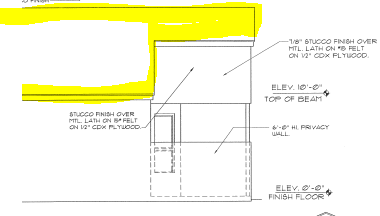 7/8" STUCCO FINISH OVER
MTL. LATH ON #15 FELT
ON 1/2" CDX PLYWOOD.
ELEV. 10'-0"
TOP OF BEAM
STUCCO FINISH OVER
MTL. LATH ON 15# FELT
ON 1/2" CDX PLYWOOD.
6'-0" HI. PRIVACY
WALL.
ELEV. 0'-0"
FINISH FLOOR